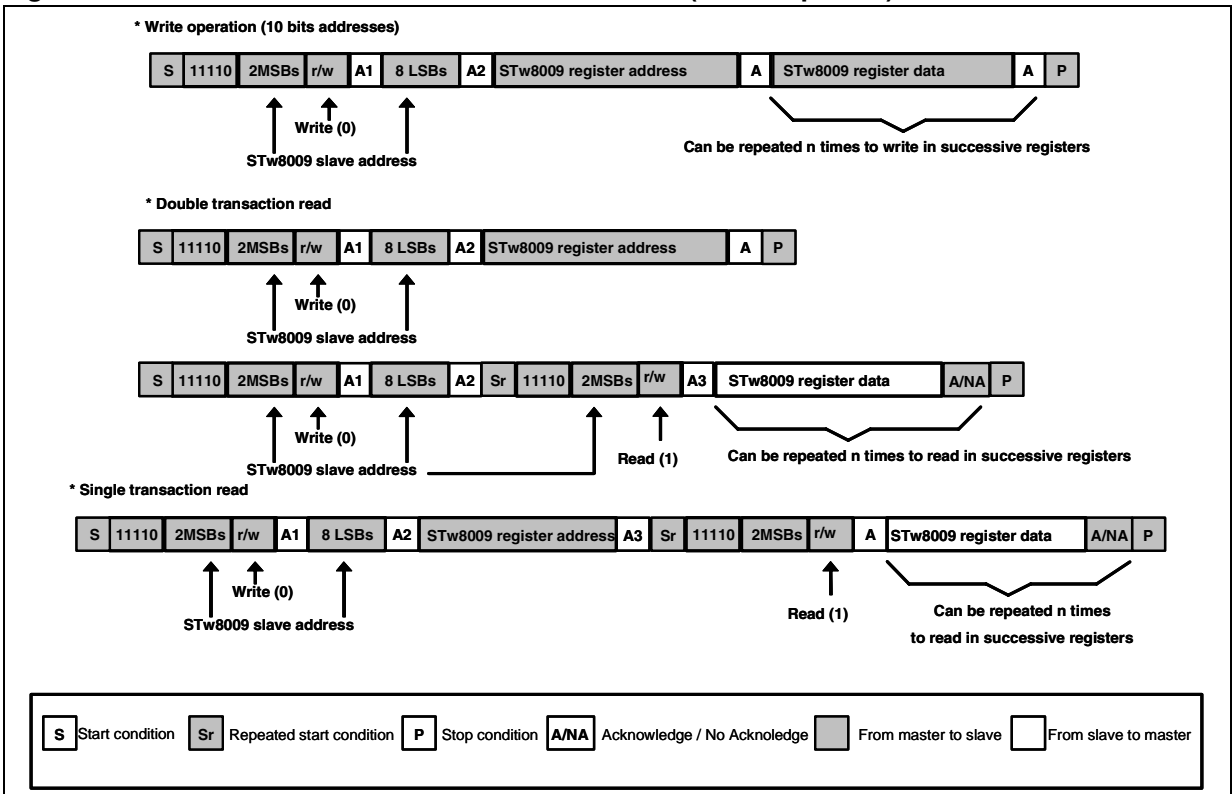 * Write operation (10 bits addresses)
S 11110 2MSBs r/w A1 8 LSBs A2 STw8009 register address A STw8009 register data A P
Write (0)
STw8009 slave address
Can be repeated n times to write in successive registers
* Double transaction read
S 11110 2MSBs r/w A1 8 LSBs A2 STw8009 register address A P
Write (0)
STw8009 slave address
S 11110 2MSBs r/w A1 8 LSBs A2 Sr 11110 2MSBs r/w A3 STw8009 register data A/NA P
Write (0)
STw8009 slave address
Read (1)
Can be repeated n times to read in successive registers
* Single transaction read
S 11110 2MSBs r/w A1 8 LSBs A2 STw8009 register address A3 Sr 11110 2MSBs r/w A STw8009 register data A/NA P
Write (0)
STw8009 slave address
Read (1)
Can be repeated n times
to read in successive registers
S Start condition Sr Repeated start condition P Stop condition A/NA Acknowledge / No Acknoledge From master to slave From slave to master